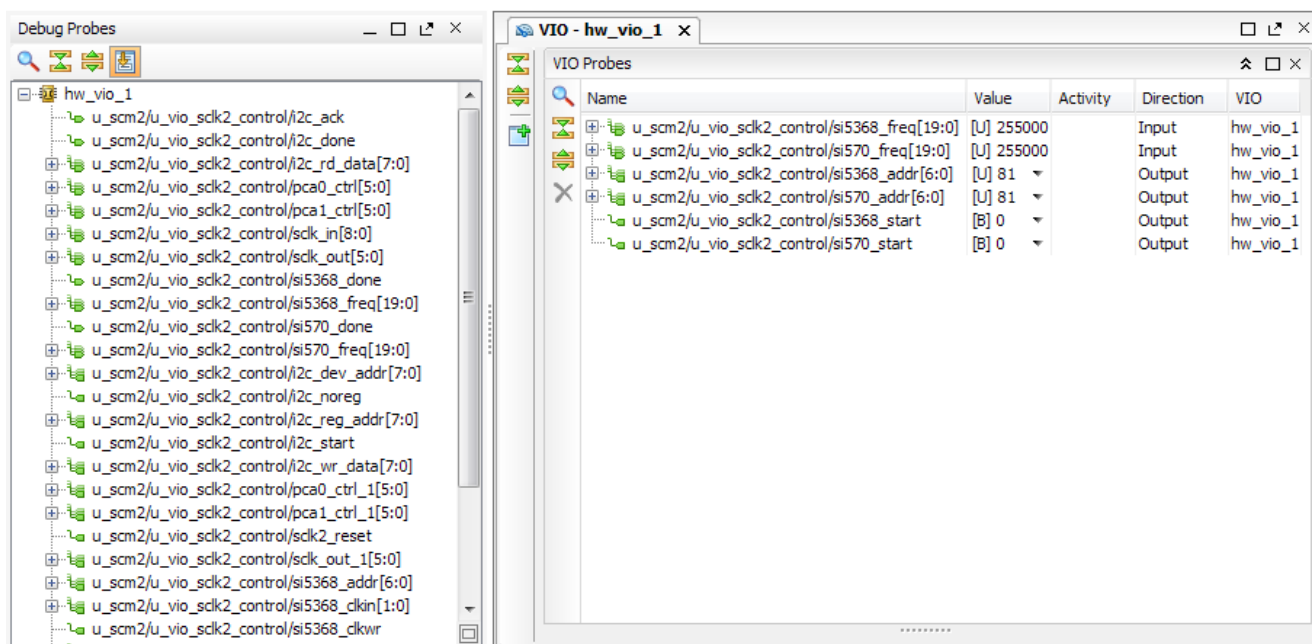 Debug Probes
hw_vio_1
u_scm2/u_vio_sclk2_control/i2c_ack
u_scm2/u_vio_sclk2_control/i2c_done
u_scm2/u_vio_sclk2_control/i2c_rd_data[7:0]
u_scm2/u_vio_sclk2_control/pca0_ctrl[5:0]
u_scm2/u_vio_sclk2_control/pca1_ctrl[5:0]
u_scm2/u_vio_sclk2_control/sclk_in[8:0]
u_scm2/u_vio_sclk2_control/sclk_out[5:0]
u_scm2/u_vio_sclk2_control/si5368_done
u_scm2/u_vio_sclk2_control/si5368_freq[19:0]
u_scm2/u_vio_sclk2_control/si570_done
u_scm2/u_vio_sclk2_control/si570_freq[19:0]
u_scm2/u_vio_sclk2_control/i2c_dev_addr[7:0]
u_scm2/u_vio_sclk2_control/i2c_noreg
u_scm2/u_vio_sclk2_control/i2c_reg_addr[7:0]
u_scm2/u_vio_sclk2_control/i2c_start
u_scm2/u_vio_sclk2_control/i2c_wr_data[7:0]
u_scm2/u_vio_sclk2_control/pca0_ctrl_1[5:0]
u_scm2/u_vio_sclk2_control/pca1_ctrl_1[5:0]
u_scm2/u_vio_sclk2_control/sclk2_reset
u_scm2/u_vio_sclk2_control/sclk_out_1[5:0]
u_scm2/u_vio_sclk2_control/si5368_addr[6:0]
u_scm2/u_vio_sclk2_control/si5368_clkin[1:0]
u_scm2/u_vio_sclk2_control/si5368_clkwr
VIO - hw_vio_1
VIO Probes
Name Value Activity Direction VIO
u_scm2/u_vio_sclk2_control/si5368_freq[19:0] [U] 255000 Input hw_vio_1
u_scm2/u_vio_sclk2_control/si570_freq[19:0] [U] 255000 Input hw_vio_1
u_scm2/u_vio_sclk2_control/si5368_addr[6:0] [U] 81 Output hw_vio_1
u_scm2/u_vio_sclk2_control/si570_addr[6:0] [U] 81 Output hw_vio_1
u_scm2/u_vio_sclk2_control/si5368_start [B] 0 Output hw_vio_1
u_scm2/u_vio_sclk2_control/si570_start [B] 0 Output hw_vio_1